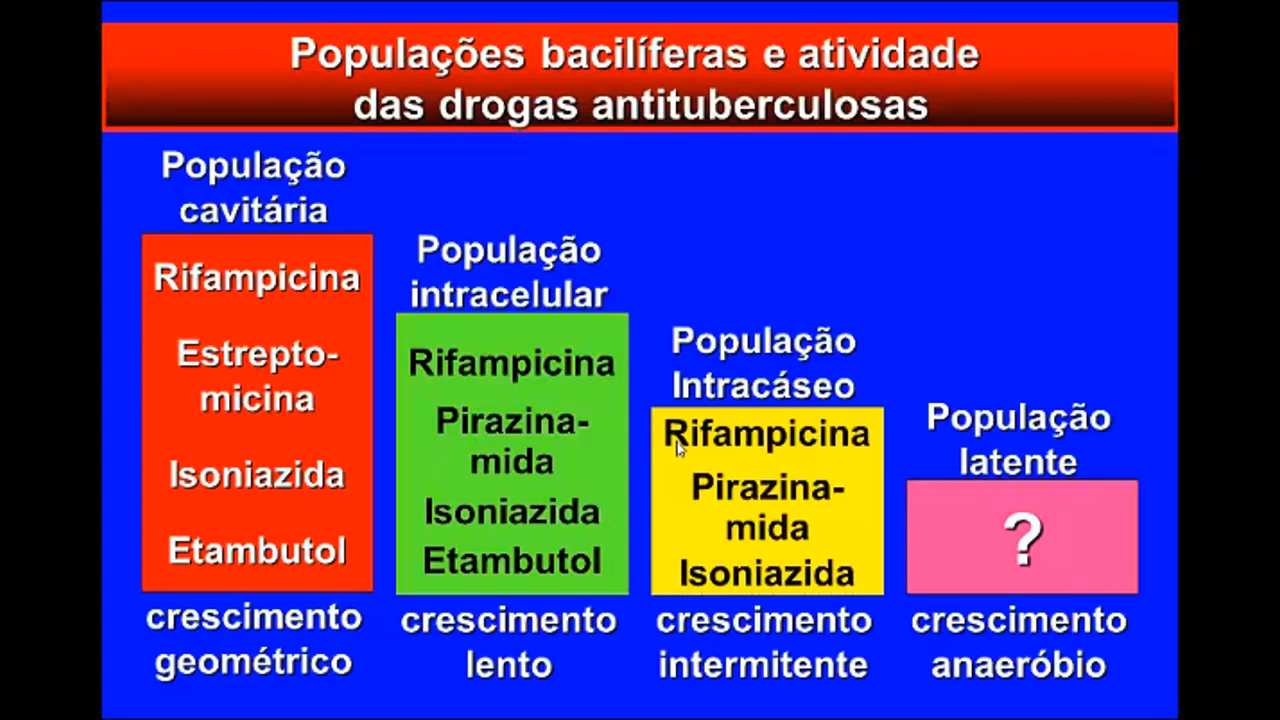 Populações bacilíferas e atividade
das drogas antituberculosas
População
cavitária
Rifampicina
Estrepto-
micina
Isoniazida
Etambutol
crescimento
geométrico
População
intracelular
Rifampicina
Pirazina-
mida
Isoniazida
Etambutol
crescimento
lento
População
Intracáseo
Rifampicina
Pirazina-
mida
Isoniazida
crescimento
intermitente
População
latente
?
crescimento
anaeróbio